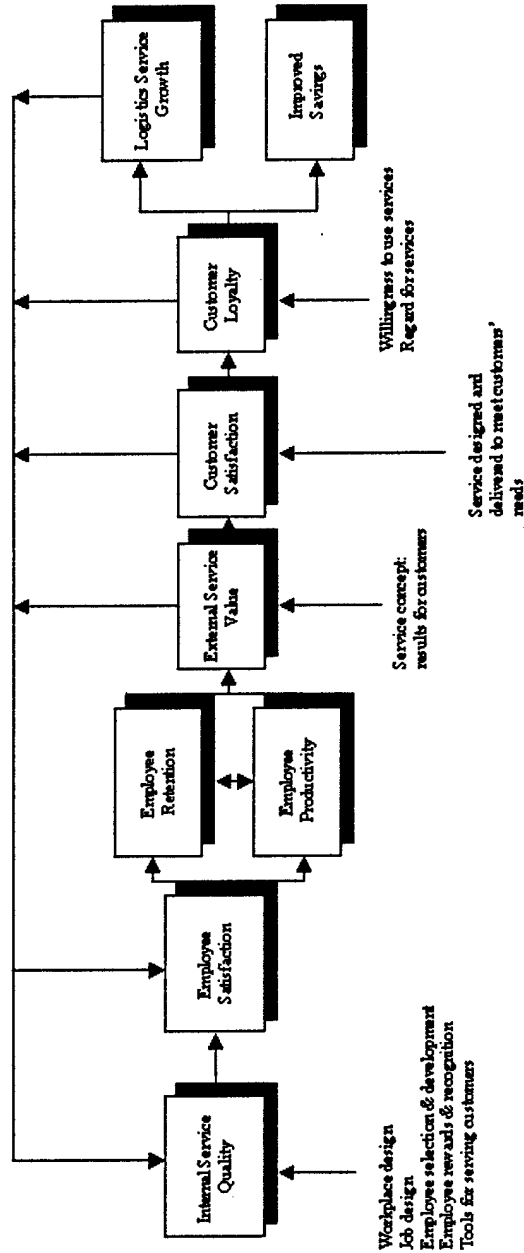 Internal Service
Quality
Employee
Satisfaction
Employee
Retention
Employee
Productivity
External Service
Value
Customer
Satisfaction
Customer
Loyalty
Logistics Service
Growth
Improved
Savings
Workplace design
Job design
Employee selection & development
Employee rewards & recognition
Tools for serving customers
Service concept:
results for customers
Service designed and
delivered to meet customers'
needs
Willingness to use services
Regard for services